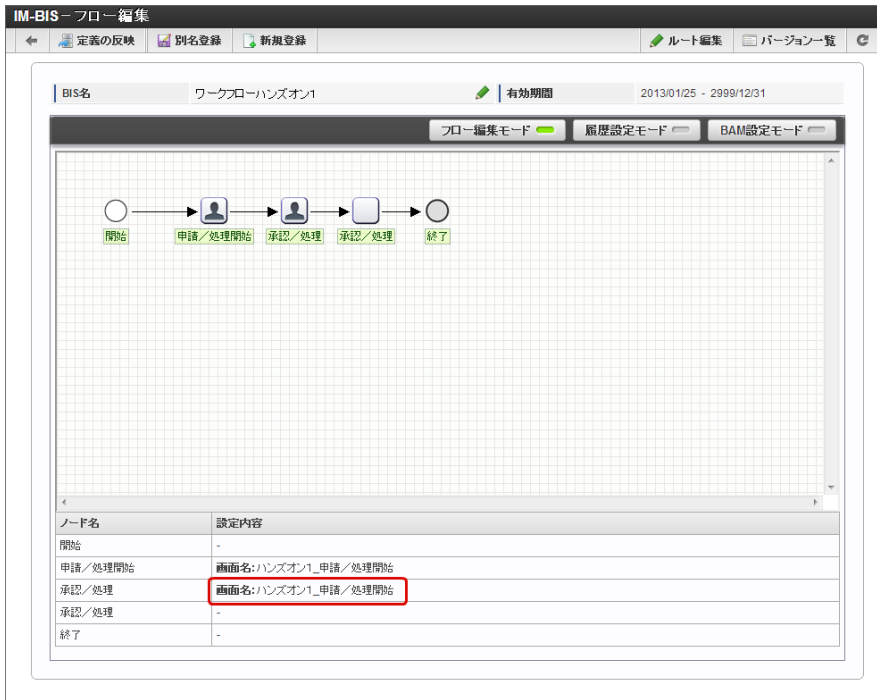 IM-BIS－フロー編集
定義の反映 別名登録 新規登録 ルート編集 バージョン一覧
BIS名 ワークフローハンズオン1 有効期間 2013/01/25 - 2999/12/31
フロー編集モード 履歴設定モード BAM設定モード
開始 申請／処理開始 承認／処理 承認／処理 終了
ノード名 設定内容
開始 -
申請／処理開始 画面名:ハンズオン1_申請／処理開始
承認／処理 画面名:ハンズオン1_申請／処理開始
承認／処理 -
終了 -